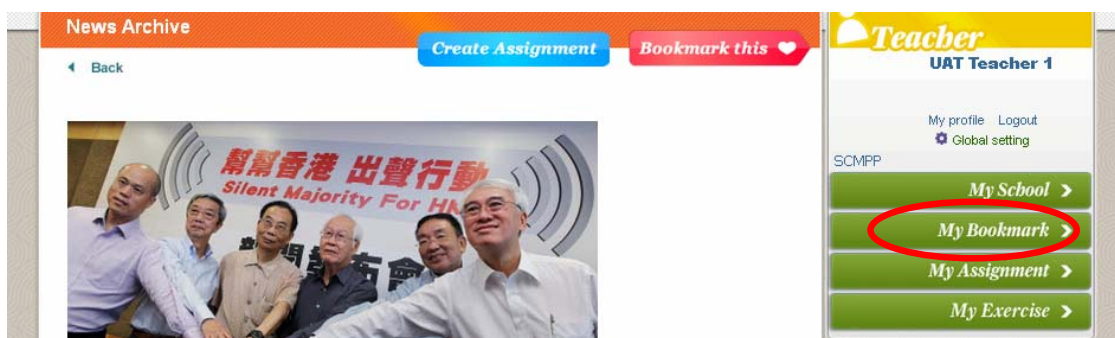 News Archive
Create Assignment
Bookmark this
Back
幫幫香港 出聲行動
Silent Majority For HK
Teacher
UAT Teacher 1
My profile Logout
Global setting
SCMPP
My School
My Bookmark
My Assignment
My Exercise